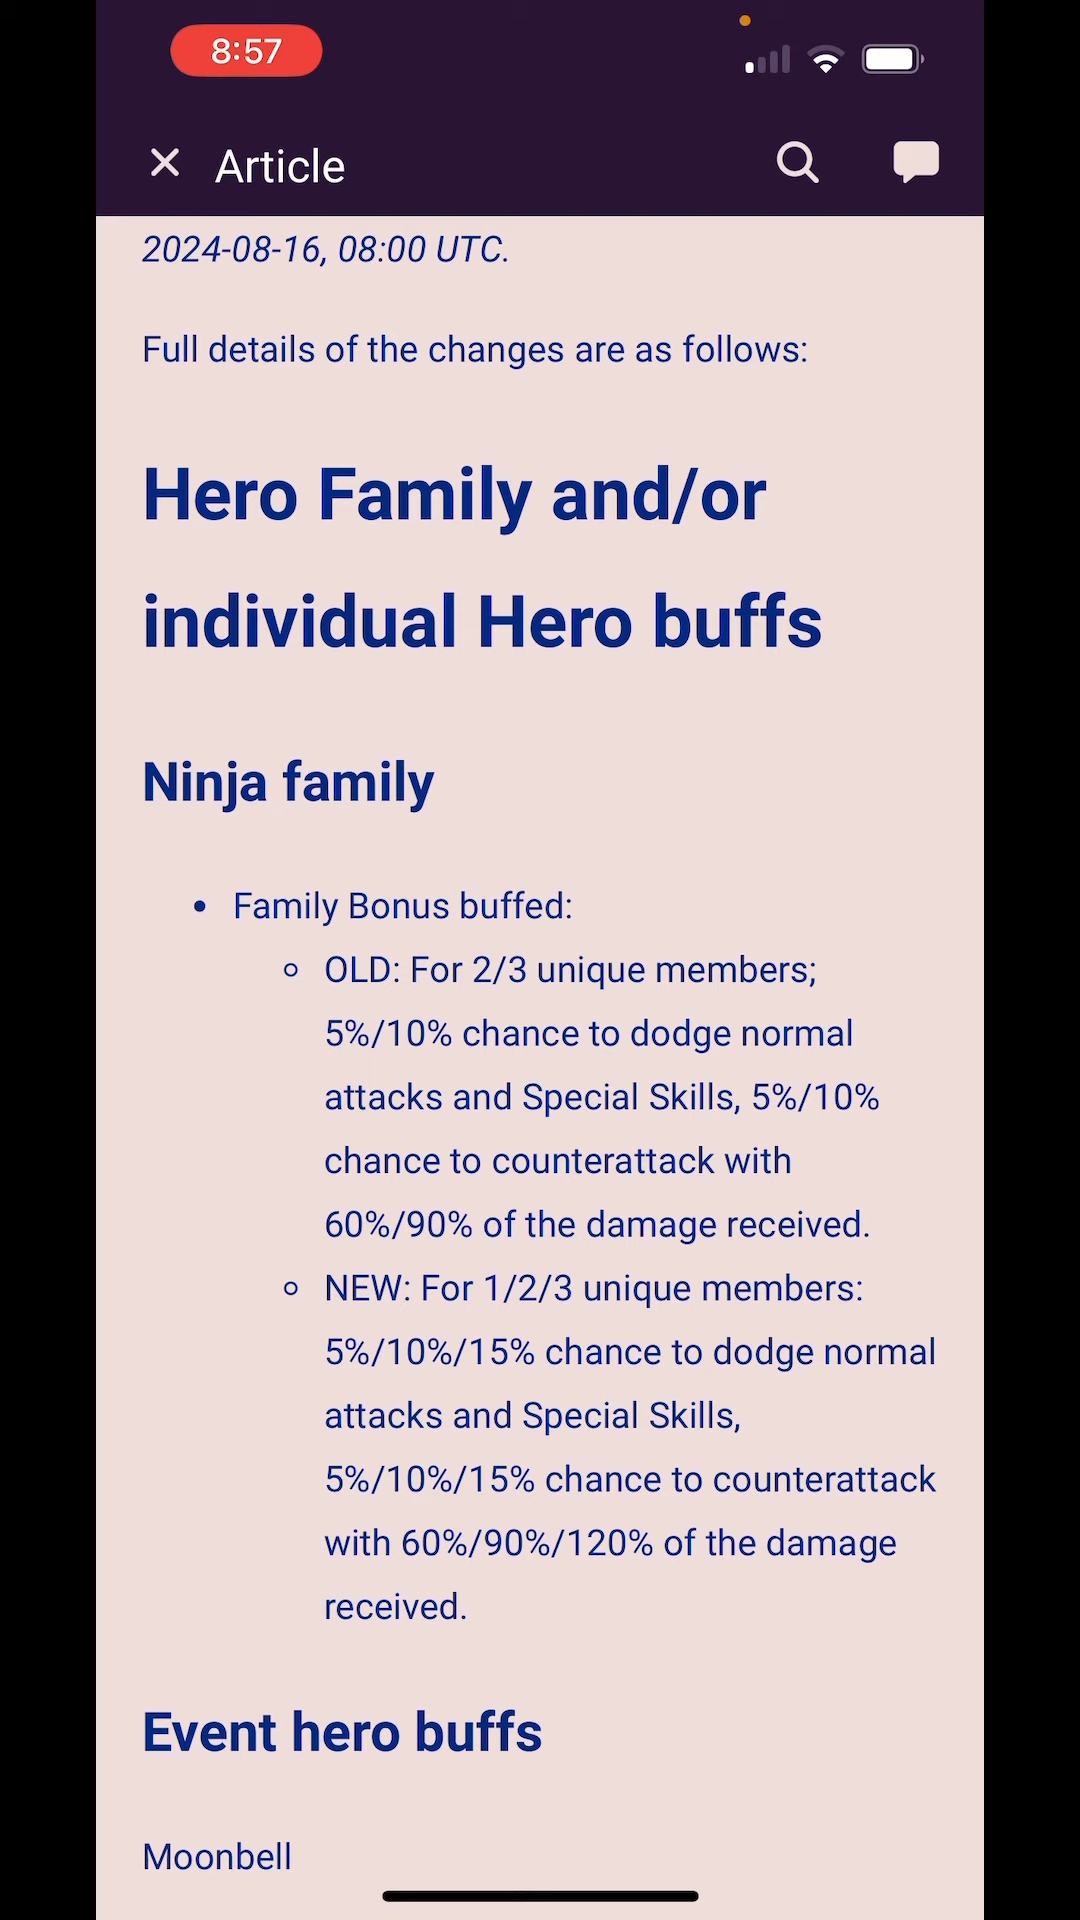 8:57
Article
2024-08-16, 08:00 UTC.
Full details of the changes are as follows:
Hero Family and/or
individual Hero buffs
Ninja family
• Family Bonus buffed:
○ OLD: For 2/3 unique members;
5%/10% chance to dodge normal
attacks and Special Skills, 5%/10%
chance to counterattack with
60%/90% of the damage received.
○ NEW: For 1/2/3 unique members:
5%/10%/15% chance to dodge normal
attacks and Special Skills,
5%/10%/15% chance to counterattack
with 60%/90%/120% of the damage
received.
Event hero buffs
Moonbell